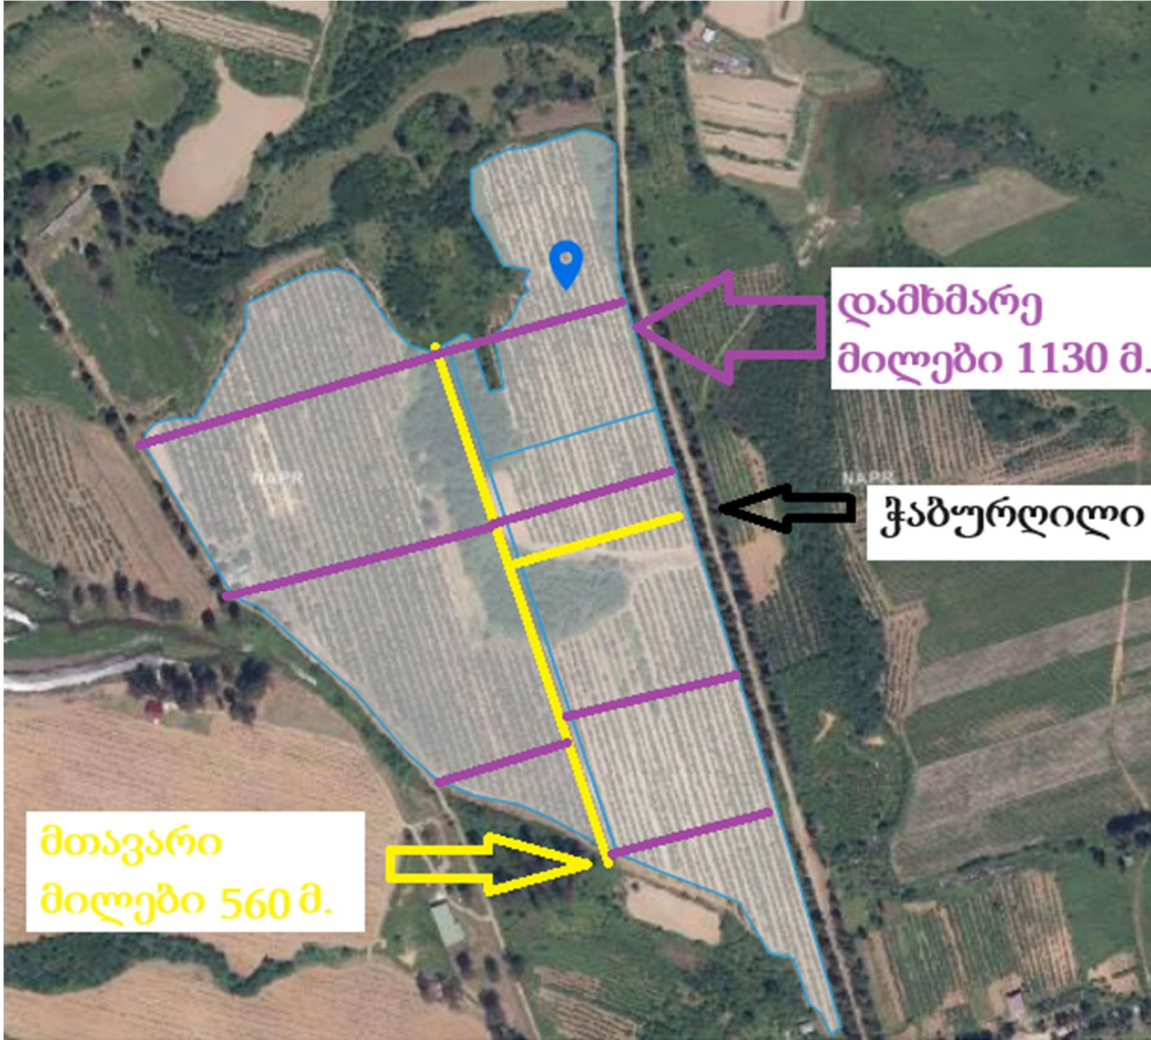 დამხმარე
მილები 1130 მ.
NAPR
NAPR
ჭაბურღილი
მთავარი
მილები 560 მ.